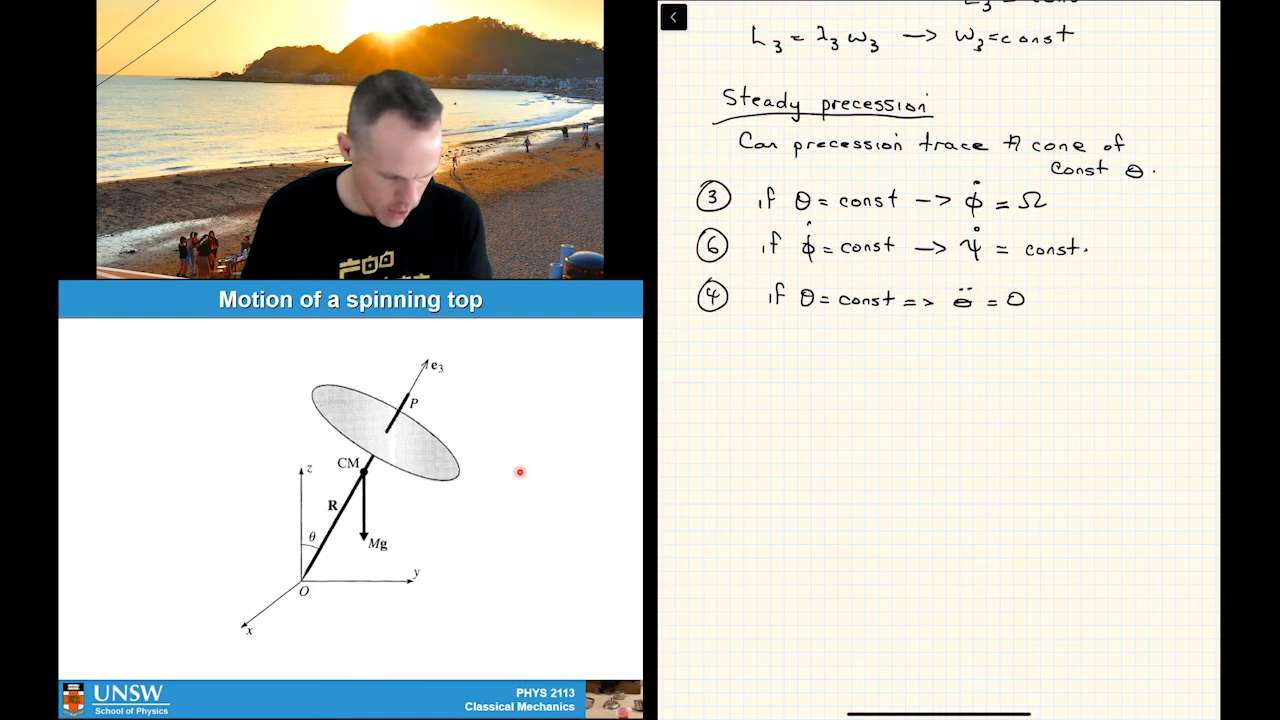 Motion of a spinning top
e₃
P
CM
z
R
θ
Mg
y
O
x
UNSW
School of Physics
PHYS 2113
Classical Mechanics
L₃ = λ₃ ω₃ —> ω₃ = const
Steady precession
Can precession trace a cone of
const θ.
③ if θ = const —> ϕ̇ = Ω
⑥ if ϕ̇ = const —> ψ̇ = const.
④ if θ = const => θ̈ = 0